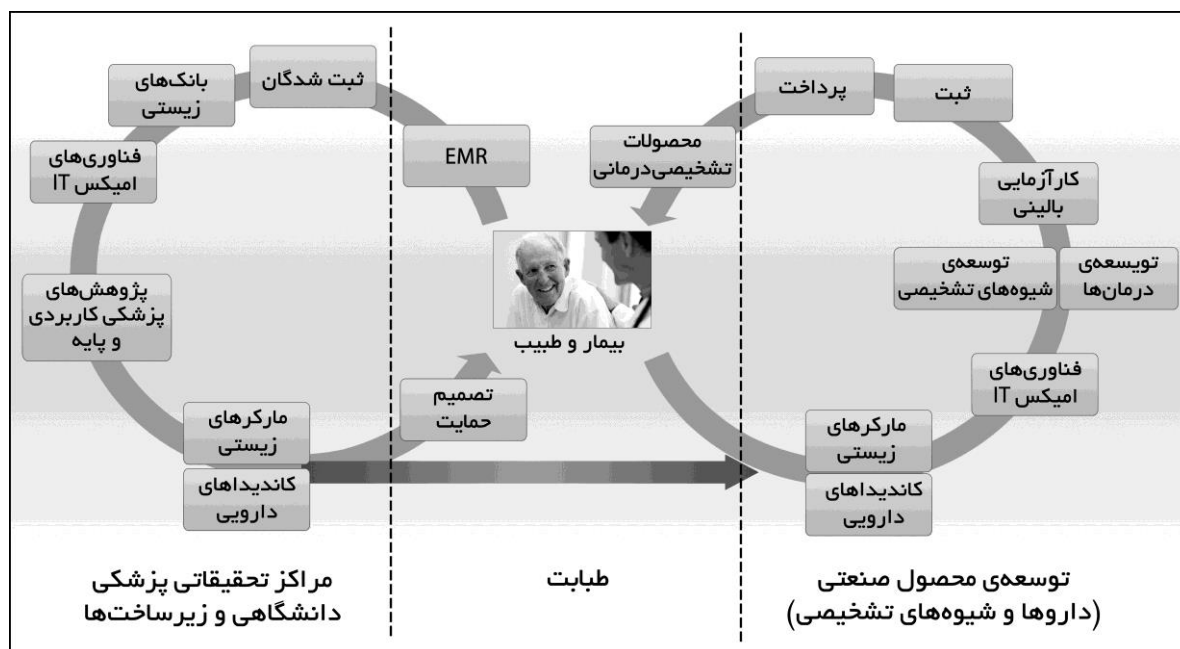 ثبت شدگان
بانک‌های
زیستی
فناوری‌های
امیکس IT
پژوهش‌های
پزشکی کاربردی
و پایه
مارکرهای
زیستی
کاندیداهای
دارویی
EMR
تصمیم
حمایت
بیمار و طبیب
محصولات
تشخیصی‌درمانی
پرداخت
ثبت
کارآزمایی
بالینی
تویسعه‌ی
درمان‌ها
توسعه‌ی
شیوه‌های تشخیصی
فناوری‌های
امیکس IT
مارکرهای
زیستی
کاندیداهای
دارویی
مراکز تحقیقاتی پزشکی
دانشگاهی و زیرساخت‌ها
طبابت
توسعه‌ی محصول صنعتی
(داروها و شیوه‌های تشخیصی)